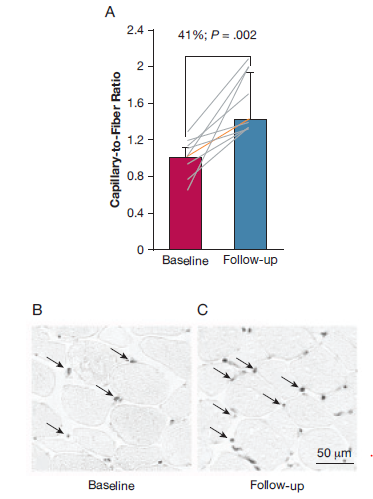 A
41%; P = .002
Capillary-to-Fiber Ratio
2.4
2
1.6
1.2
0.8
0.4
0
Baseline Follow-up
B
C
50 μm
Baseline
Follow-up